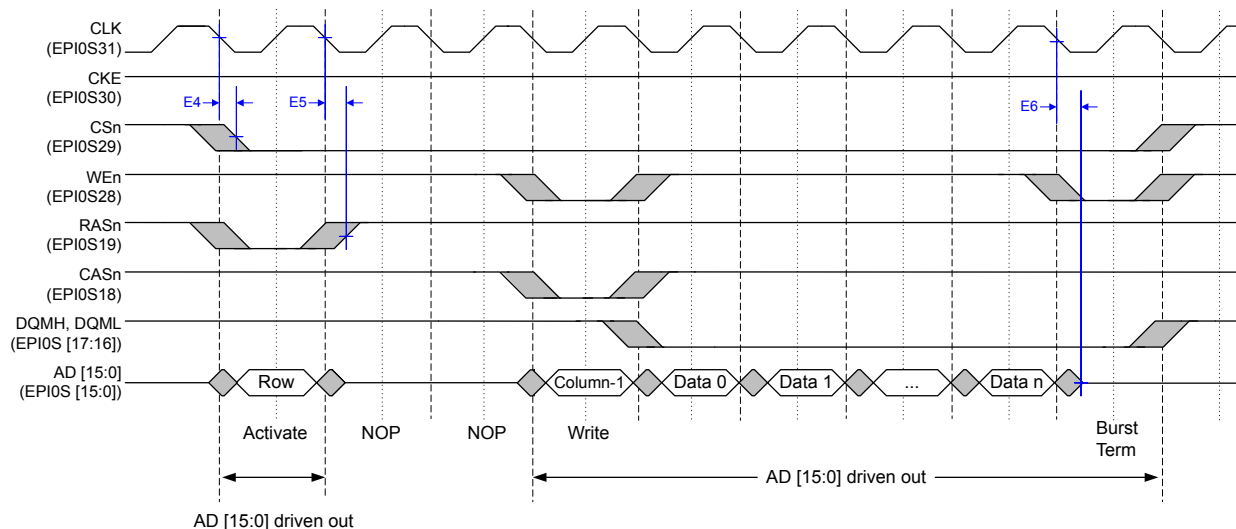 CLK
(EPI0S31)
CKE
(EPI0S30)
E4
E5
E6
CSn
(EPI0S29)
WEn
(EPI0S28)
RASn
(EPI0S19)
CASn
(EPI0S18)
DQMH, DQML
(EPI0S [17:16])
AD [15:0]
(EPI0S [15:0])
Row
Column-1
Data 0
Data 1
...
Data n
Activate
NOP
NOP
Write
Burst
Term
AD [15:0] driven out
AD [15:0] driven out